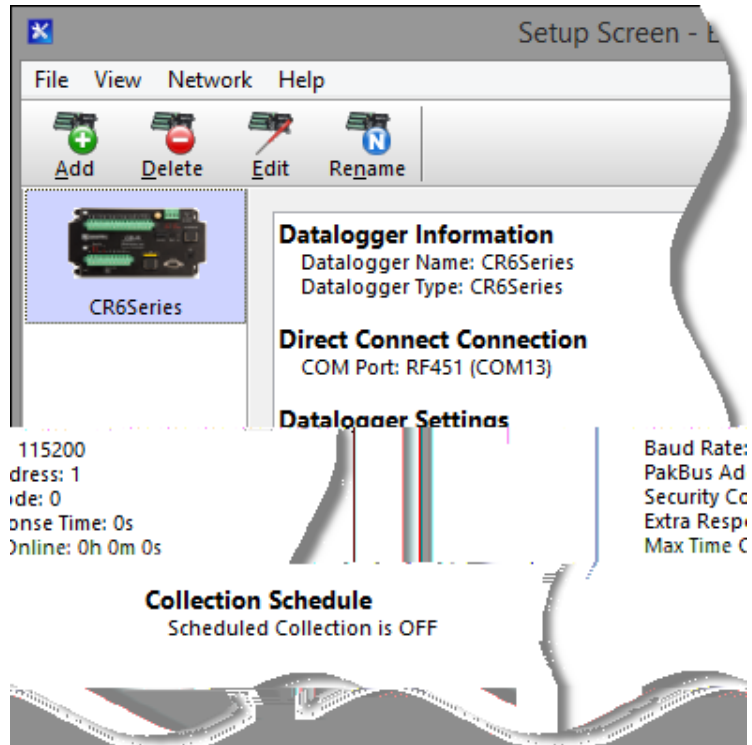 Setup Screen - E
File View Network Help
Add Delete Edit Rename
CR6Series
Datalogger Information
Datalogger Name: CR6Series
Datalogger Type: CR6Series
Direct Connect Connection
COM Port: RF451 (COM13)
Datalogger Settings
115200
dress: 1
ode: 0
onse Time: 0s
Online: 0h 0m 0s
Baud Rate:
PakBus Ad
Security Co
Extra Resp
Max Time
Collection Schedule
Scheduled Collection is OFF